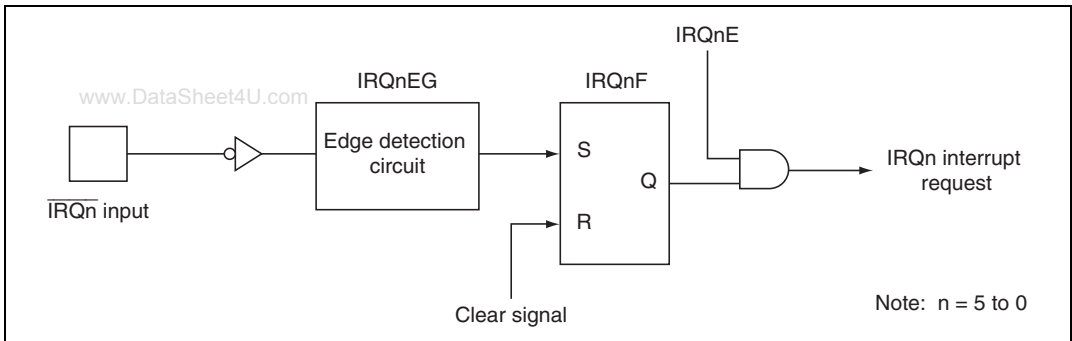 IRQnE
IRQnEG
IRQnF
www.DataSheet4U.com
Edge detection
circuit
S
Q
R
IRQn input
IRQn interrupt
request
Clear signal
Note: n = 5 to 0